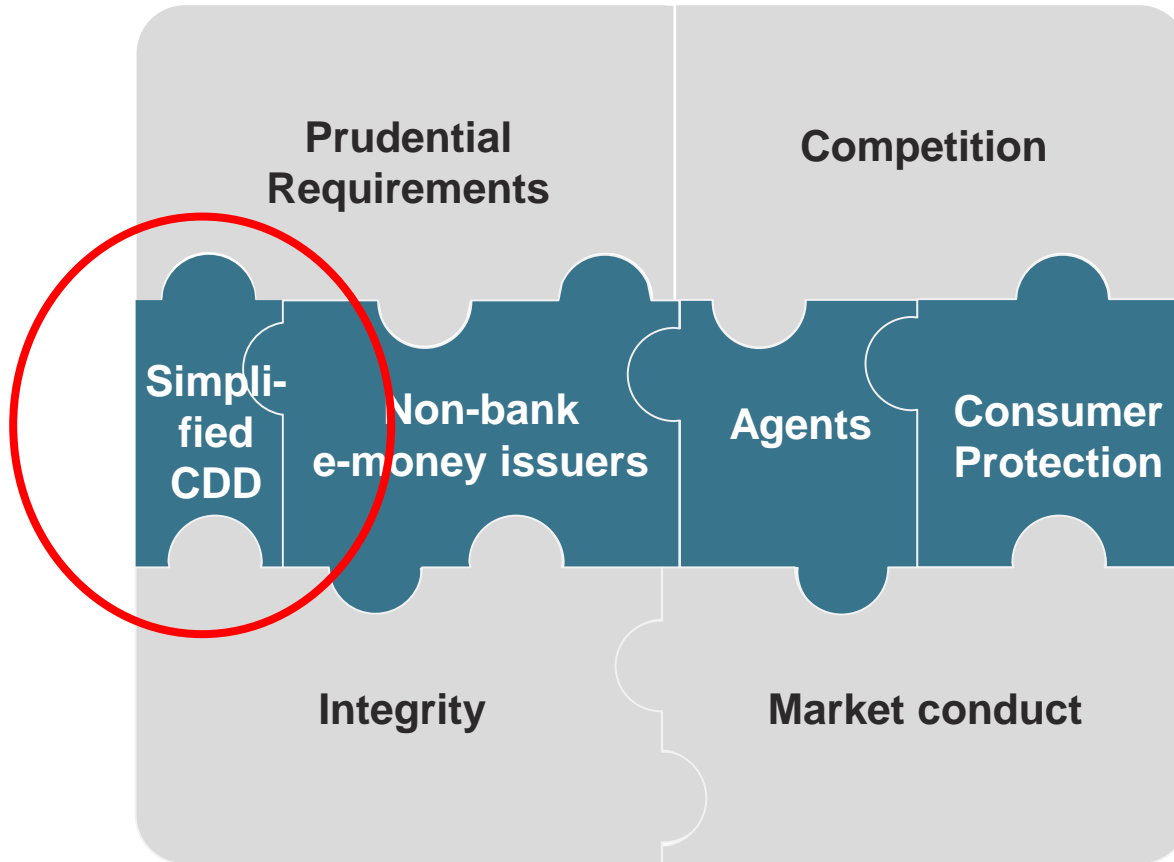 Prudential
Requirements
Competition
Simpli-
fied
CDD
Non-bank
e-money issuers
Agents
Consumer
Protection
Integrity
Market conduct